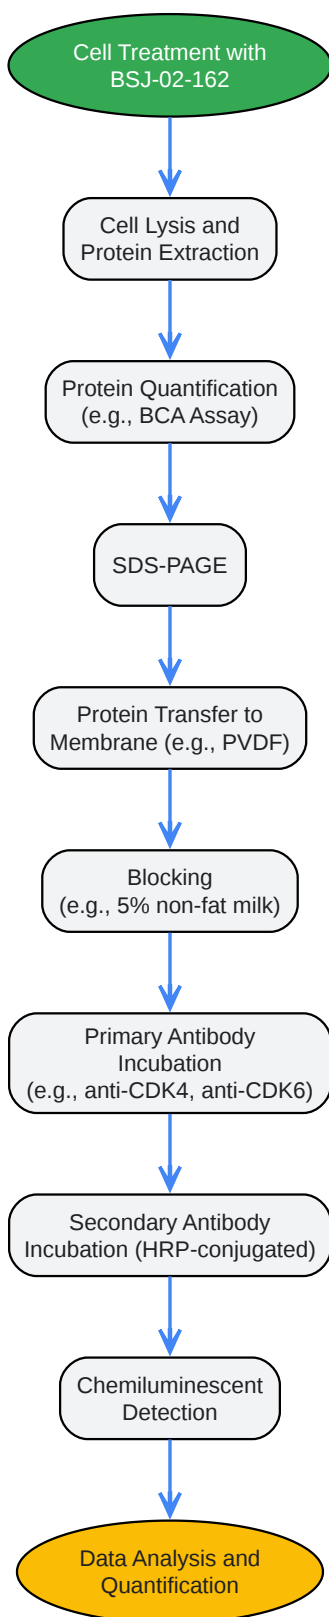 Cell Treatment with
BSJ-02-162
Cell Lysis and
Protein Extraction
Protein Quantification
(e.g., BCA Assay)
SDS-PAGE
Protein Transfer to
Membrane (e.g., PVDF)
Blocking
(e.g., 5% non-fat milk)
Primary Antibody
Incubation
(e.g., anti-CDK4, anti-CDK6)
Secondary Antibody
Incubation (HRP-conjugated)
Chemiluminescent
Detection
Data Analysis and
Quantification